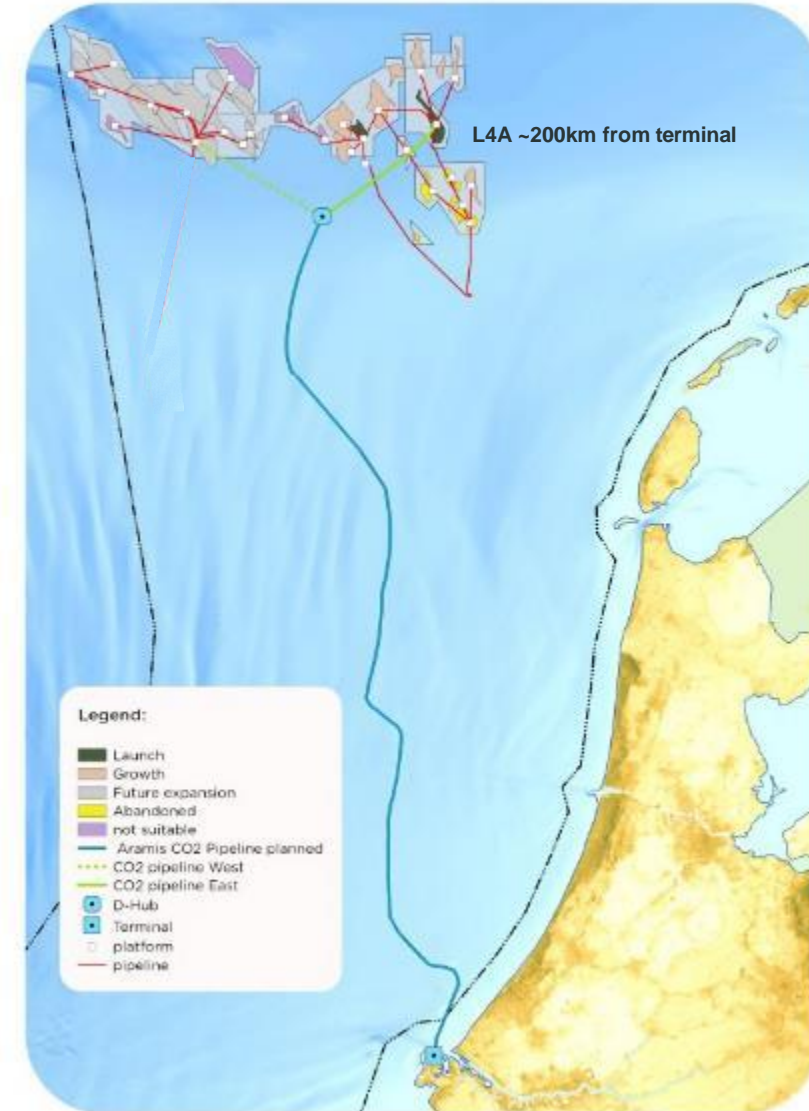 L4A ~200km from terminal
Legend:
Launch
Growth
Future expansion
Abandoned
not suitable
Aramis CO2 Pipeline planned
CO2 pipeline West
CO2 pipeline East
D-Hub
Terminal
platform
pipeline